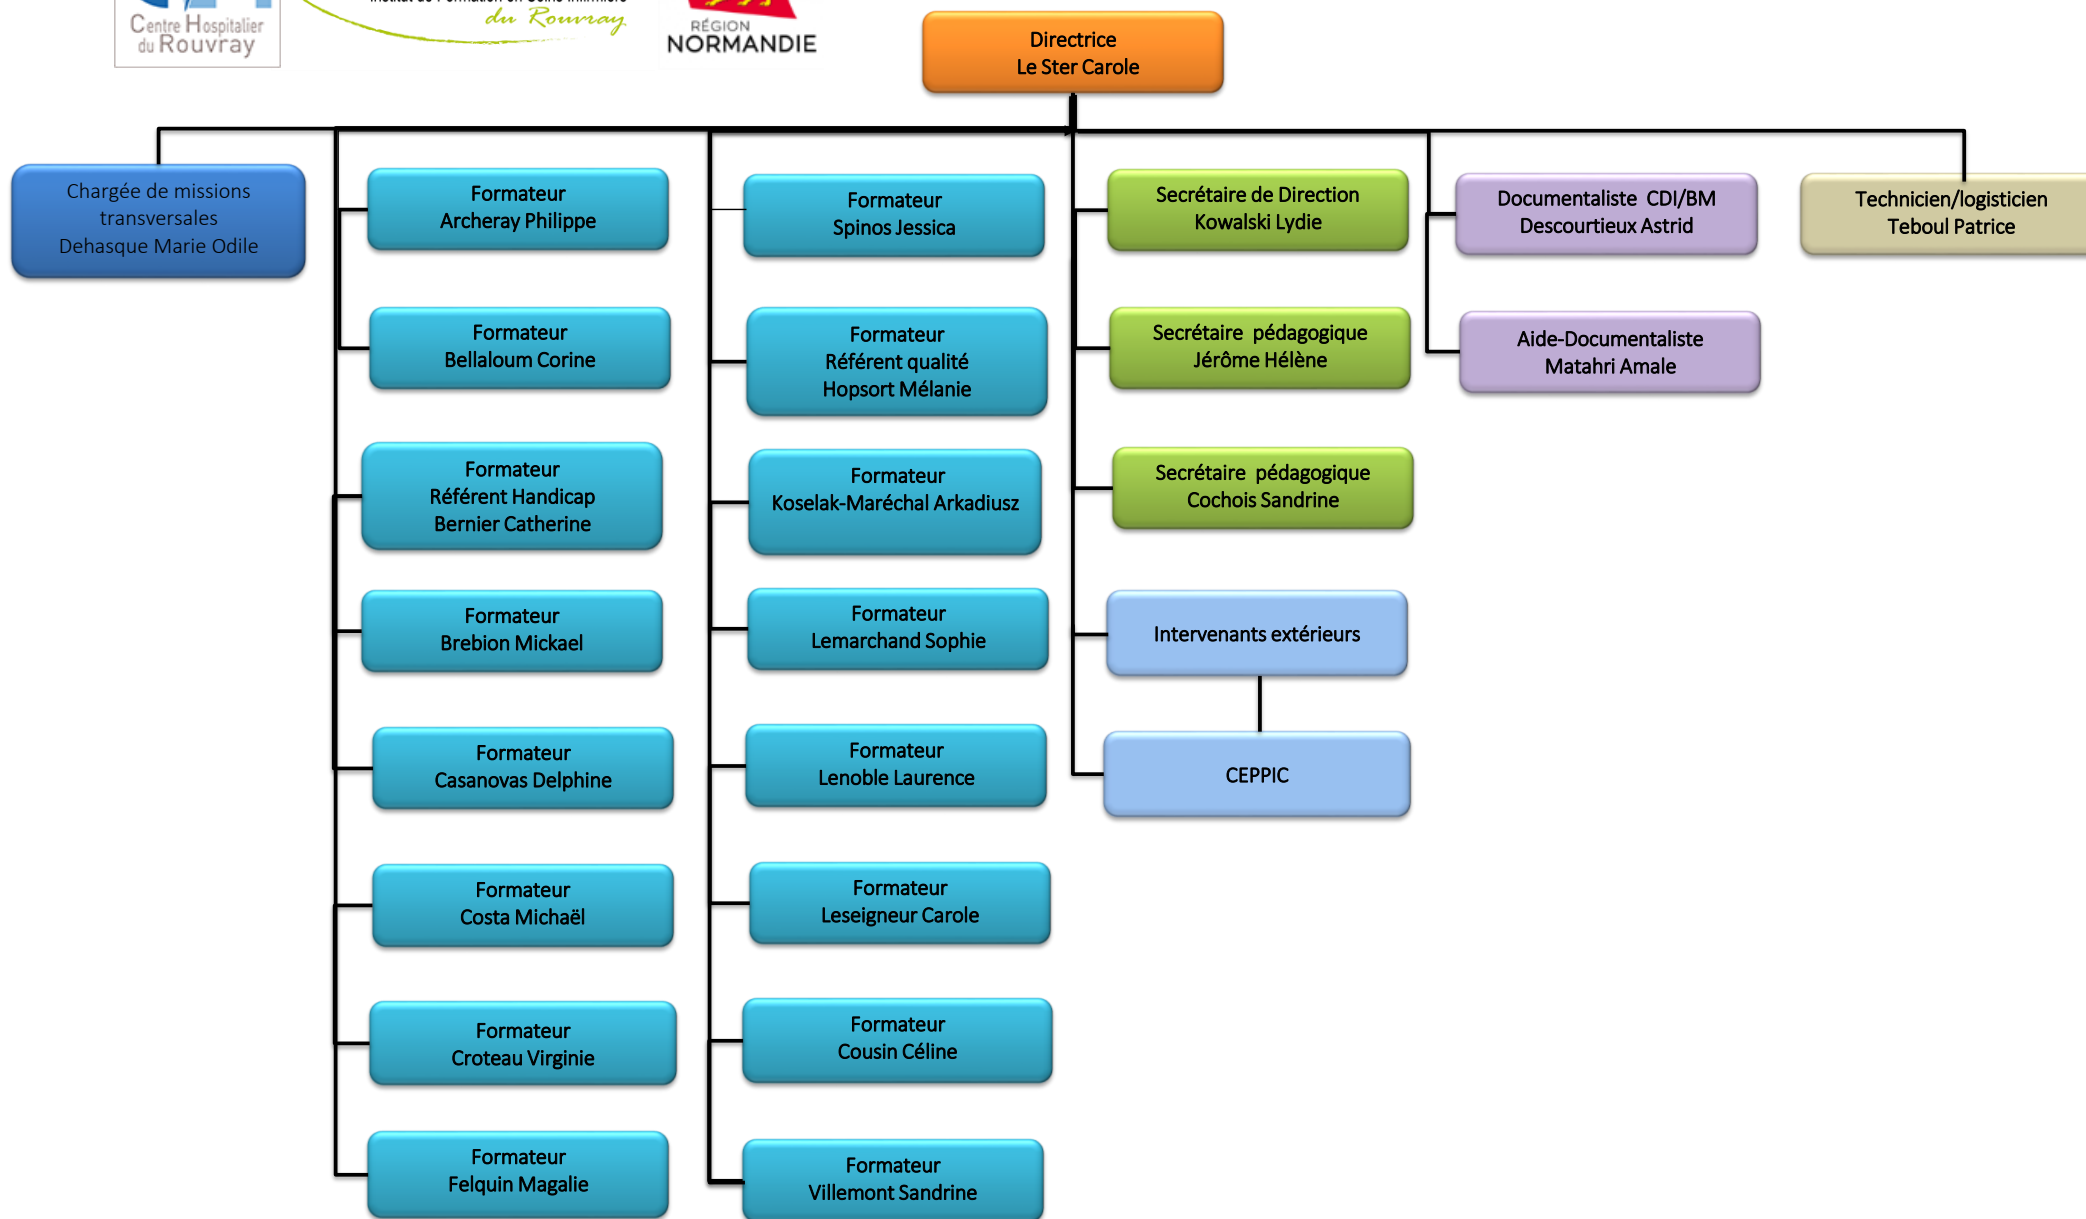 Centre Hospitalier
du Rouvray
du Rouvray
RÉGION
NORMANDIE
Directrice
Le Ster Carole
Chargée de missions
transversales
Dehasque Marie Odile
Formateur
Archeray Philippe
Formateur
Bellaloum Corine
Formateur
Référent Handicap
Bernier Catherine
Formateur
Brebion Mickael
Formateur
Casanovas Delphine
Formateur
Costa Michaël
Formateur
Croteau Virginie
Formateur
Felquin Magalie
Formateur
Spinos Jessica
Formateur
Référent qualité
Hopsort Mélanie
Formateur
Koselak-Maréchal Arkadiusz
Formateur
Lemarchand Sophie
Formateur
Lenoble Laurence
Formateur
Leseigneur Carole
Formateur
Cousin Céline
Formateur
Villemont Sandrine
Secrétaire de Direction
Kowalski Lydie
Secrétaire pédagogique
Jérôme Hélène
Secrétaire pédagogique
Cochois Sandrine
Intervenants extérieurs
CEPPIC
Documentaliste CDI/BM
Descourtieux Astrid
Aide-Documentaliste
Matahri Amale
Technicien/logisticien
Teboul Patrice